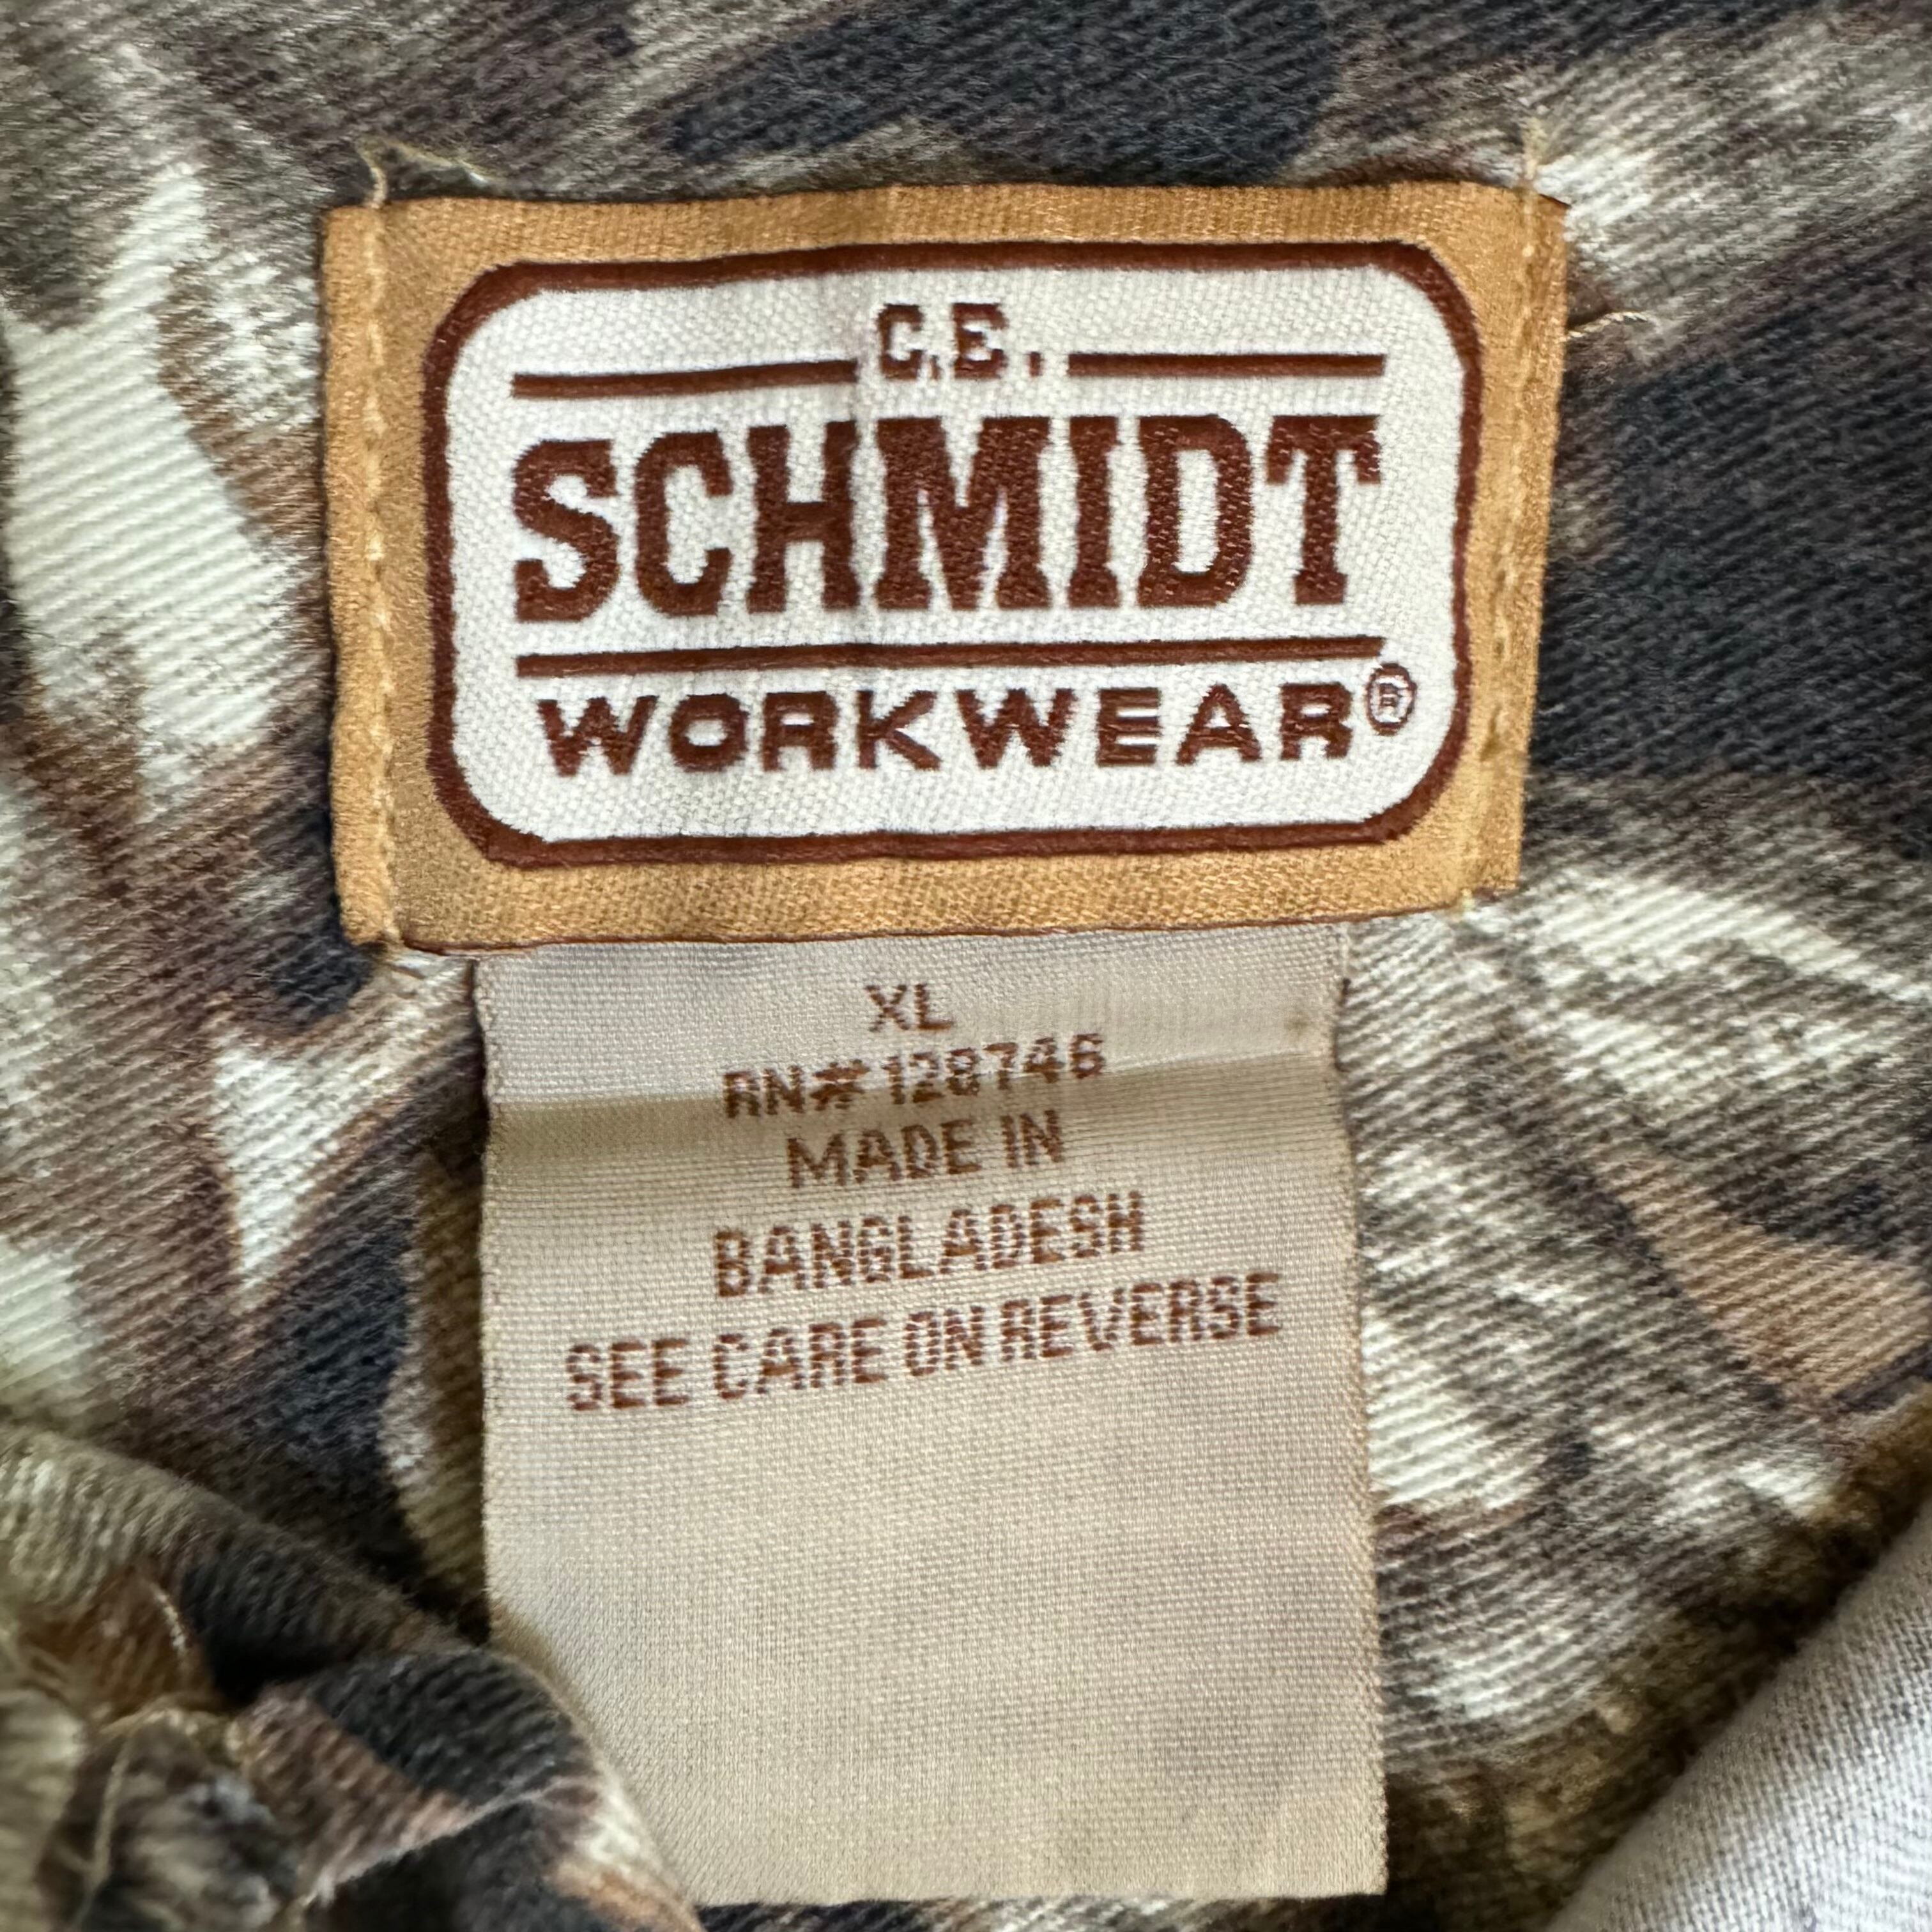 C.E.
SCHMIDT
WORKWEAR®
XL
RN# 128746
MADE IN
BANGLADESH
SEE CARE ON REVERSE